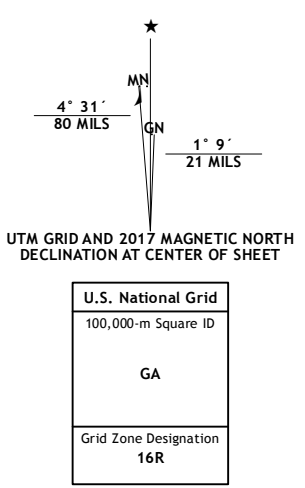 ★
MN
4° 31´
80 MILS
GN
1° 9´
21 MILS
UTM GRID AND 2017 MAGNETIC NORTH
DECLINATION AT CENTER OF SHEET
U.S. National Grid
100,000-m Square ID
GA
Grid Zone Designation
16R